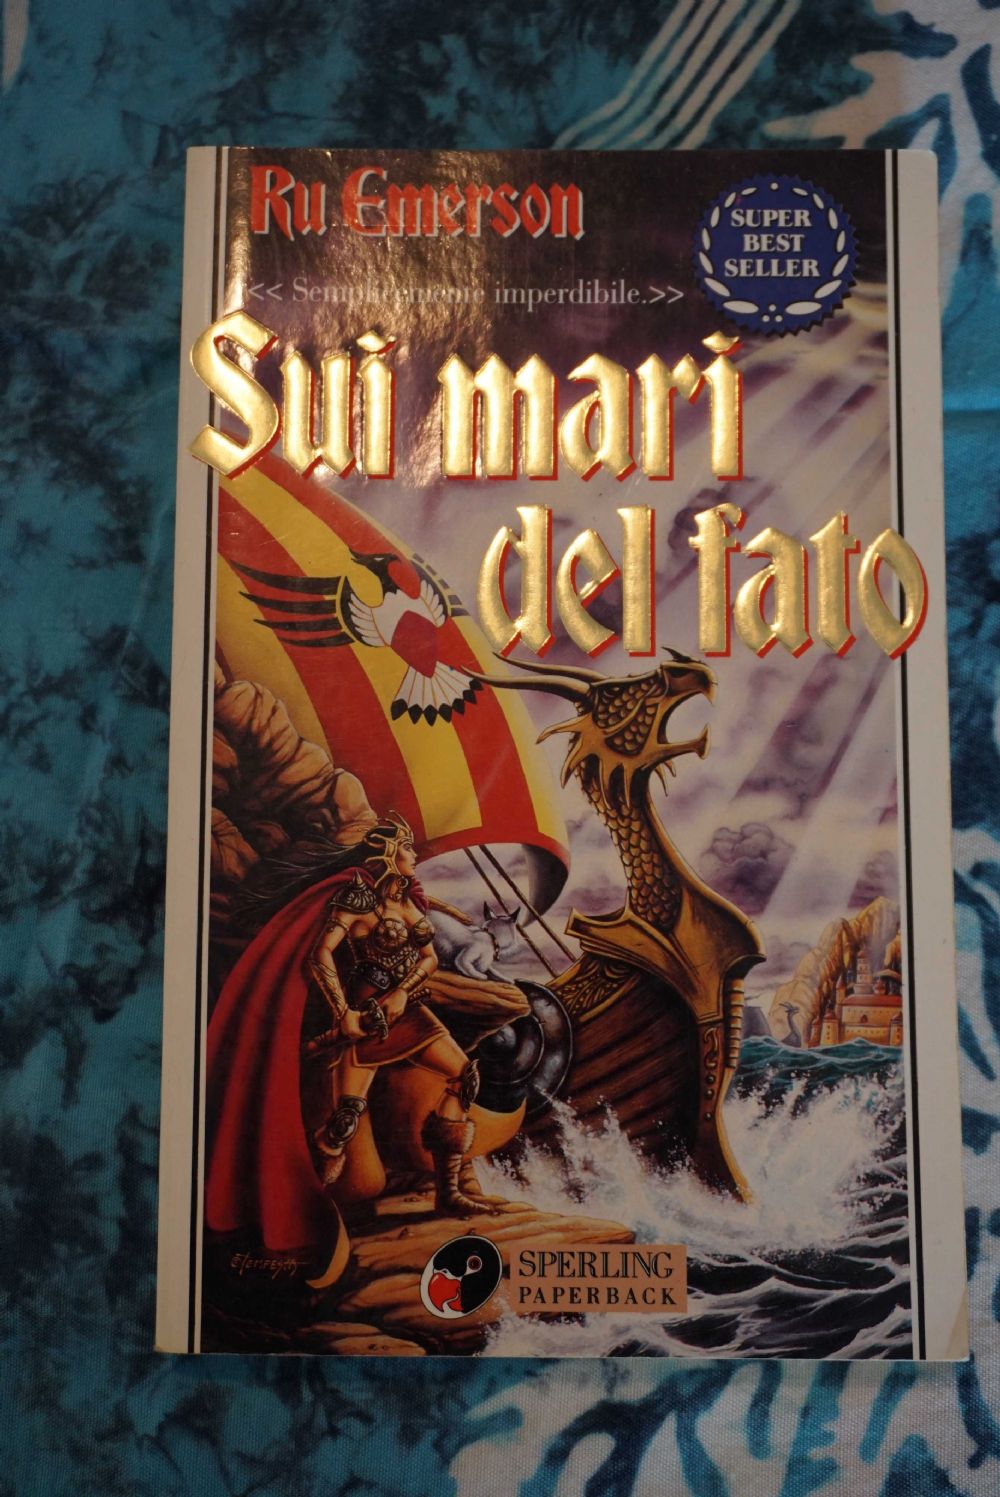 Ru Emerson
SUPER
BEST
SELLER
<< Semplicemente imperdibile.>>
Sui mari
del fato
SPERLING
PAPERBACK